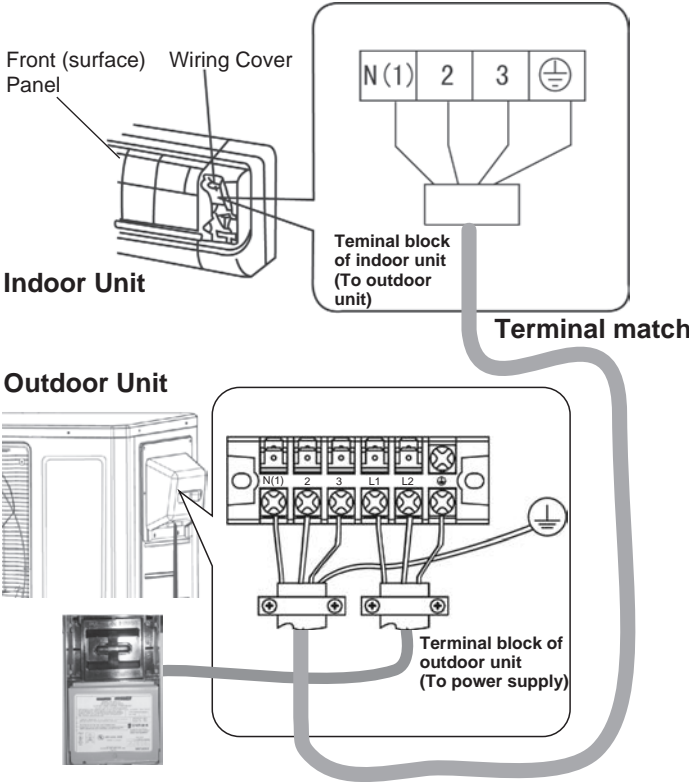 Front (surface)
Panel
Wiring Cover
N(1) 2 3
Teminal block
of indoor unit
(To outdoor
unit)
Indoor Unit
Terminal match
Outdoor Unit
N(1) 2 3 L1 L2
Terminal block of
outdoor unit
(To power supply)